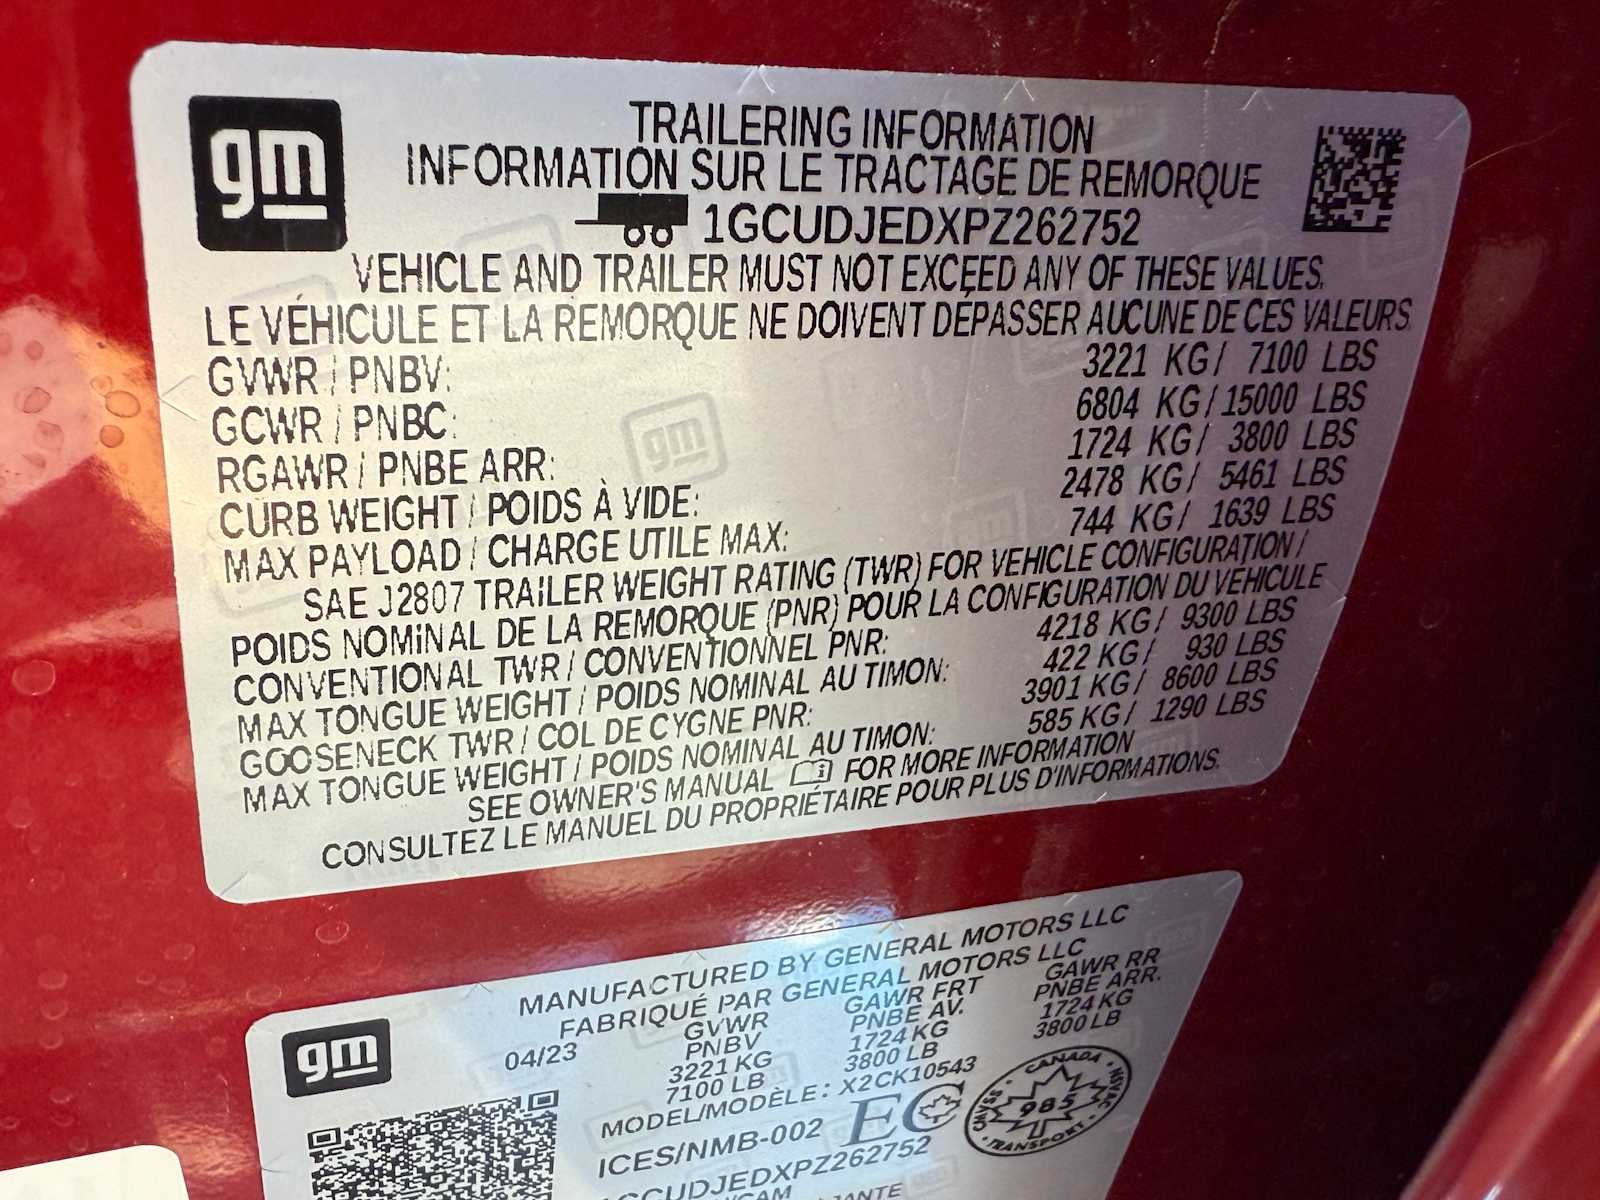 gm
TRAILERING INFORMATION
INFORMATION SUR LE TRACTAGE DE REMORQUE
1GCUDJEDXPZ262752
VEHICLE AND TRAILER MUST NOT EXCEED ANY OF THESE VALUES.
LE VÉHICULE ET LA REMORQUE NE DOIVENT DÉPASSER AUCUNE DE CES VALEURS
GVWR / PNBV: 3221 KG / 7100 LBS
GCWR / PNBC: 6804 KG / 15000 LBS
RGAWR / PNBE ARR: 1724 KG / 3800 LBS
CURB WEIGHT / POIDS À VIDE: 2478 KG / 5461 LBS
MAX PAYLOAD / CHARGE UTILE MAX: 744 KG / 1639 LBS
SAE J2807 TRAILER WEIGHT RATING (TWR) FOR VEHICLE CONFIGURATION /
POIDS NOMINAL DE LA REMORQUE (PNR) POUR LA CONFIGURATION DU VEHICULE
CONVENTIONAL TWR / CONVENTIONNEL PNR: 4218 KG / 9300 LBS
MAX TONGUE WEIGHT / POIDS NOMINAL AU TIMON: 422 KG / 930 LBS
GOOSENECK TWR / COL DE CYGNE PNR: 3901 KG / 8600 LBS
MAX TONGUE WEIGHT / POIDS NOMINAL AU TIMON: 585 KG / 1290 LBS
SEE OWNER'S MANUAL FOR MORE INFORMATION
CONSULTEZ LE MANUEL DU PROPRIÉTAIRE POUR PLUS D'INFORMATIONS.
gm
MANUFACTURED BY GENERAL MOTORS LLC
FABRIQUÉ PAR GENERAL MOTORS LLC
04/23 GVWR GAWR FRT GAWR RR
PNBV PNBE AV. PNBE ARR.
3221 KG 1724 KG 1724 KG
7100 LB 3800 LB 3800 LB
MODEL/MODÈLE: X2CK10543
ICES/NMB-002 EC
CANADA CMVSS 985 NSVAC TRANSPORT
1GCUDJEDXPZ262752